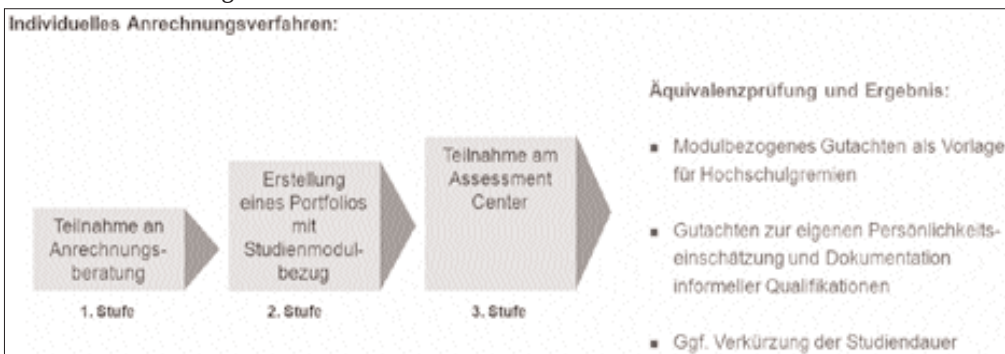 Individuelles Anrechnungsverfahren:
Teilnahme an
Anrechnungs-
beratung
1. Stufe
Erstellung
eines Portfolios
mit
Studienmodul-
bezug
2. Stufe
Teilnahme am
Assessment
Center
3. Stufe
Äquivalenzprüfung und Ergebnis:
▪ Modulbezogenes Gutachten als Vorlage
für Hochschulgremien
▪ Gutachten zur eigenen Persönlichkeits-
einschätzung und Dokumentation
informeller Qualifikationen
▪ Ggf. Verkürzung der Studiendauer